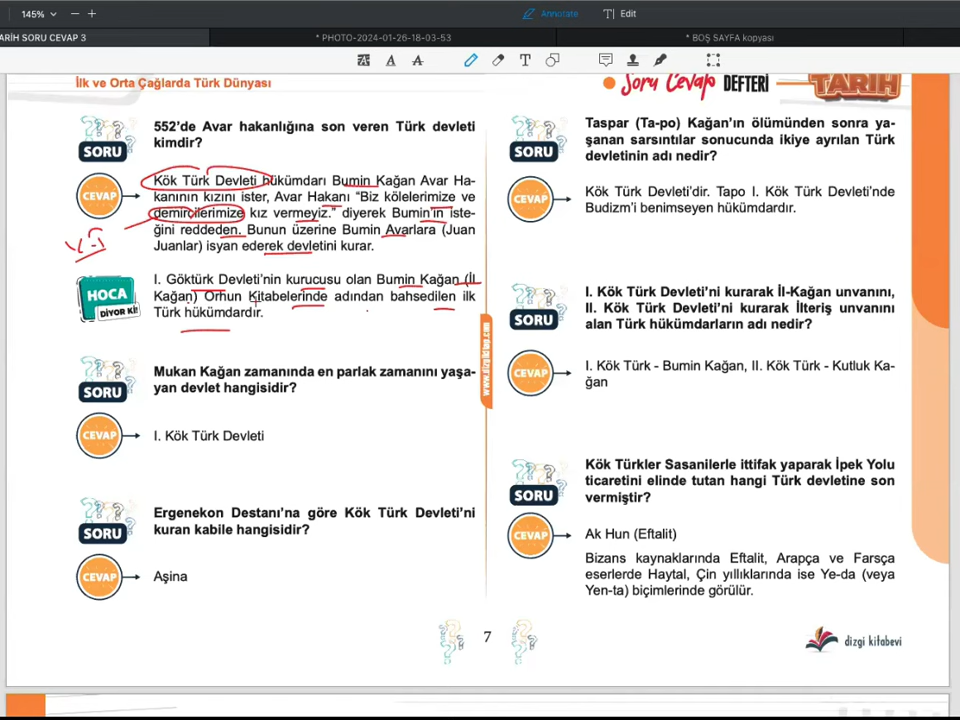 145%
Annotate
Edit
ARİH SORU CEVAP 3
* PHOTO-2024-01-26-18-03-53
* BOŞ SAYFA kopyası
İlk ve Orta Çağlarda Türk Dünyası
Soru Cevap DEFTERİ
TARİH
SORU
552'de Avar hakanlığına son veren Türk devleti
kimdir?
CEVAP
Kök Türk Devleti hükümdarı Bumin Kağan Avar Ha-
kanının kızını ister, Avar Hakanı "Biz kölelerimize ve
demircilerimize kız vermeyiz." diyerek Bumin'in iste-
ğini reddeden. Bunun üzerine Bumin Avarlara (Juan
Juanlar) isyan ederek devletini kurar.
HOCA
DİYOR Kİ!
I. Göktürk Devleti'nin kurucusu olan Bumin Kağan (İL
Kağan) Orhun Kitabelerinde adından bahsedilen ilk
Türk hükümdardır.
SORU
Mukan Kağan zamanında en parlak zamanını yaşa-
yan devlet hangisidir?
CEVAP
I. Kök Türk Devleti
SORU
Ergenekon Destanı'na göre Kök Türk Devleti'ni
kuran kabile hangisidir?
CEVAP
Aşina
www.dizgikitap.com
SORU
Taspar (Ta-po) Kağan'ın ölümünden sonra ya-
şanan sarsıntılar sonucunda ikiye ayrılan Türk
devletinin adı nedir?
CEVAP
Kök Türk Devleti'dir. Tapo I. Kök Türk Devleti'nde
Budizm'i benimseyen hükümdardır.
SORU
I. Kök Türk Devleti'ni kurarak İl-Kağan unvanını,
II. Kök Türk Devleti'ni kurarak İlteriş unvanını
alan Türk hükümdarların adı nedir?
CEVAP
I. Kök Türk - Bumin Kağan, II. Kök Türk - Kutluk Ka-
ğan
SORU
Kök Türkler Sasanilerle ittifak yaparak İpek Yolu
ticaretini elinde tutan hangi Türk devletine son
vermiştir?
CEVAP
Ak Hun (Eftalit)
Bizans kaynaklarında Eftalit, Arapça ve Farsça
eserlerde Haytal, Çin yıllıklarında ise Ye-da (veya
Yen-ta) biçimlerinde görülür.
7
dizgi kitabevi